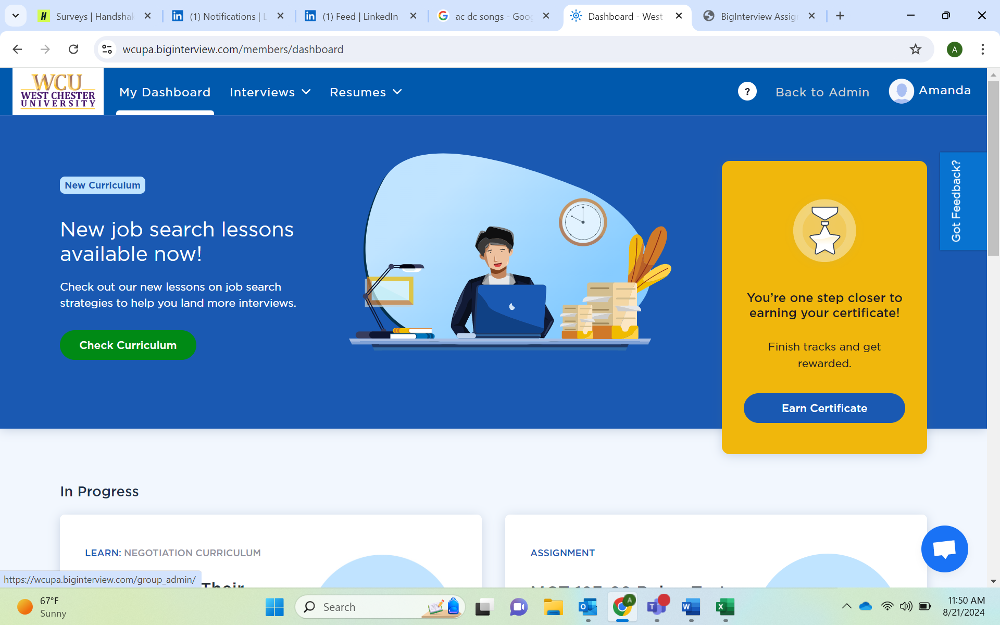 Surveys | Handshak
(1) Notifications | L
(1) Feed | LinkedIn
ac dc songs - Goog
Dashboard - West
BigInterview Assig
wcupa.biginterview.com/members/dashboard
A
WCU
WEST CHESTER
UNIVERSITY
My Dashboard
Interviews
Resumes
?
Back to Admin
Amanda
New Curriculum
New job search lessons
available now!
Check out our new lessons on job search
strategies to help you land more interviews.
Check Curriculum
You're one step closer to
earning your certificate!
Finish tracks and get
rewarded.
Earn Certificate
Got Feedback?
In Progress
LEARN: NEGOTIATION CURRICULUM
Their
ASSIGNMENT
https://wcupa.biginterview.com/group_admin/
67°F
Sunny
Search
11:50 AM
8/21/2024